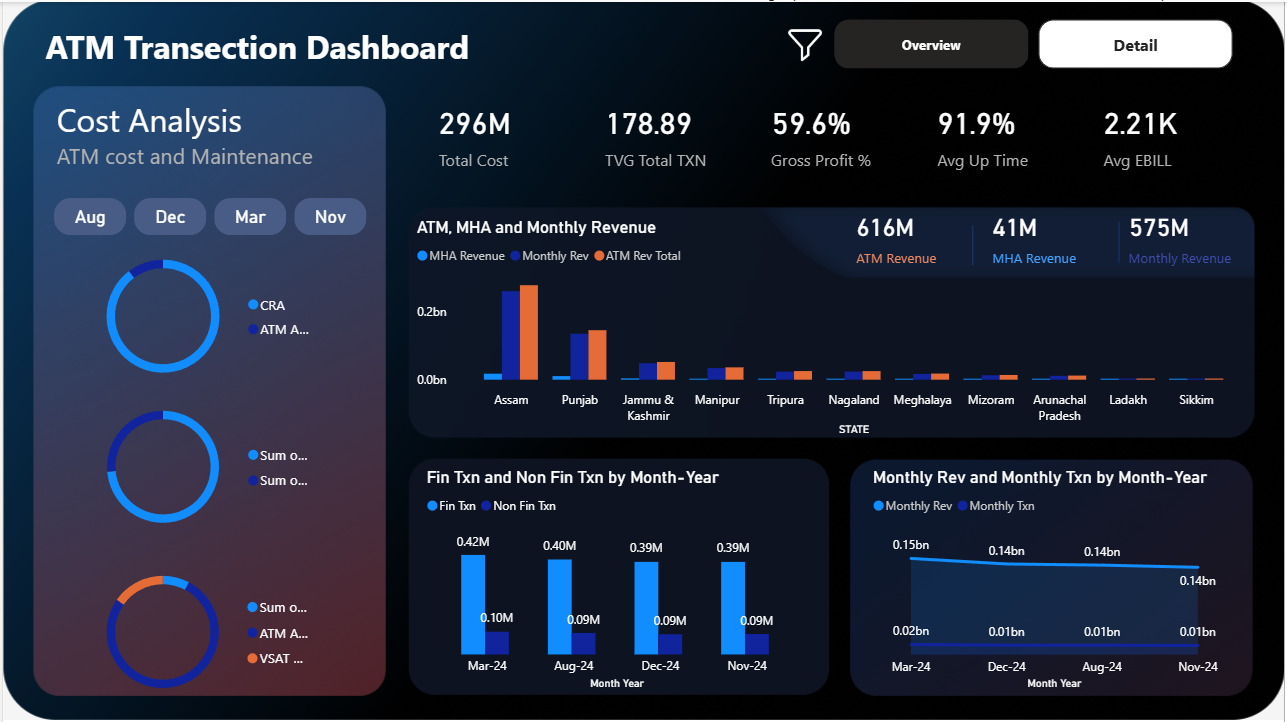 ATM Transection Dashboard
Overview
Detail
Cost Analysis
ATM cost and Maintenance
Aug Dec Mar Nov
CRA
ATM A...
Sum o...
Sum o...
Sum o...
ATM A...
VSAT ...
296M
Total Cost
178.89
TVG Total TXN
59.6%
Gross Profit %
91.9%
Avg Up Time
2.21K
Avg EBILL
ATM, MHA and Monthly Revenue
MHA Revenue Monthly Rev ATM Rev Total
616M
ATM Revenue
41M
MHA Revenue
575M
Monthly Revenue
0.2bn
0.0bn
Assam Punjab Jammu & Kashmir Manipur Tripura Nagaland Meghalaya Mizoram Arunachal Pradesh Ladakh Sikkim
STATE
Fin Txn and Non Fin Txn by Month-Year
Fin Txn Non Fin Txn
0.42M 0.40M 0.39M 0.39M
0.10M 0.09M 0.09M 0.09M
Mar-24 Aug-24 Dec-24 Nov-24
Month Year
Monthly Rev and Monthly Txn by Month-Year
Monthly Rev Monthly Txn
0.15bn 0.14bn 0.14bn 0.14bn
0.02bn 0.01bn 0.01bn 0.01bn
Mar-24 Dec-24 Aug-24 Nov-24
Month Year